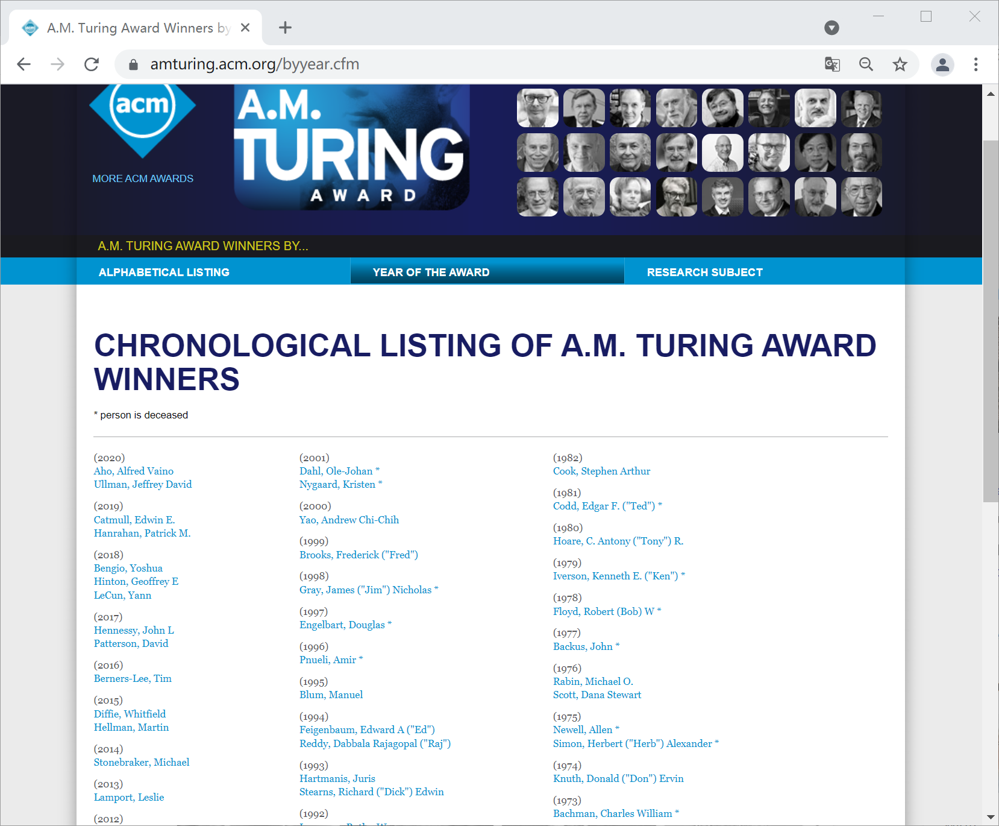 A.M. Turing Award Winners by
amturing.acm.org/byyear.cfm
acm
MORE ACM AWARDS
A.M.
TURING
AWARD
A.M. TURING AWARD WINNERS BY...
ALPHABETICAL LISTING
YEAR OF THE AWARD
RESEARCH SUBJECT
CHRONOLOGICAL LISTING OF A.M. TURING AWARD
WINNERS
* person is deceased
(2020)
Aho, Alfred Vaino
Ullman, Jeffrey David
(2019)
Catmull, Edwin E.
Hanrahan, Patrick M.
(2018)
Bengio, Yoshua
Hinton, Geoffrey E
LeCun, Yann
(2017)
Hennessy, John L
Patterson, David
(2016)
Berners-Lee, Tim
(2015)
Diffie, Whitfield
Hellman, Martin
(2014)
Stonebraker, Michael
(2013)
Lamport, Leslie
(2012)
(2001)
Dahl, Ole-Johan *
Nygaard, Kristen *
(2000)
Yao, Andrew Chi-Chih
(1999)
Brooks, Frederick ("Fred")
(1998)
Gray, James ("Jim") Nicholas *
(1997)
Engelbart, Douglas *
(1996)
Pnueli, Amir *
(1995)
Blum, Manuel
(1994)
Feigenbaum, Edward A ("Ed")
Reddy, Dabbala Rajagopal ("Raj")
(1993)
Hartmanis, Juris
Stearns, Richard ("Dick") Edwin
(1992)
(1982)
Cook, Stephen Arthur
(1981)
Codd, Edgar F. ("Ted") *
(1980)
Hoare, C. Antony ("Tony") R.
(1979)
Iverson, Kenneth E. ("Ken") *
(1978)
Floyd, Robert (Bob) W *
(1977)
Backus, John *
(1976)
Rabin, Michael O.
Scott, Dana Stewart
(1975)
Newell, Allen *
Simon, Herbert ("Herb") Alexander *
(1974)
Knuth, Donald ("Don") Ervin
(1973)
Bachman, Charles William *